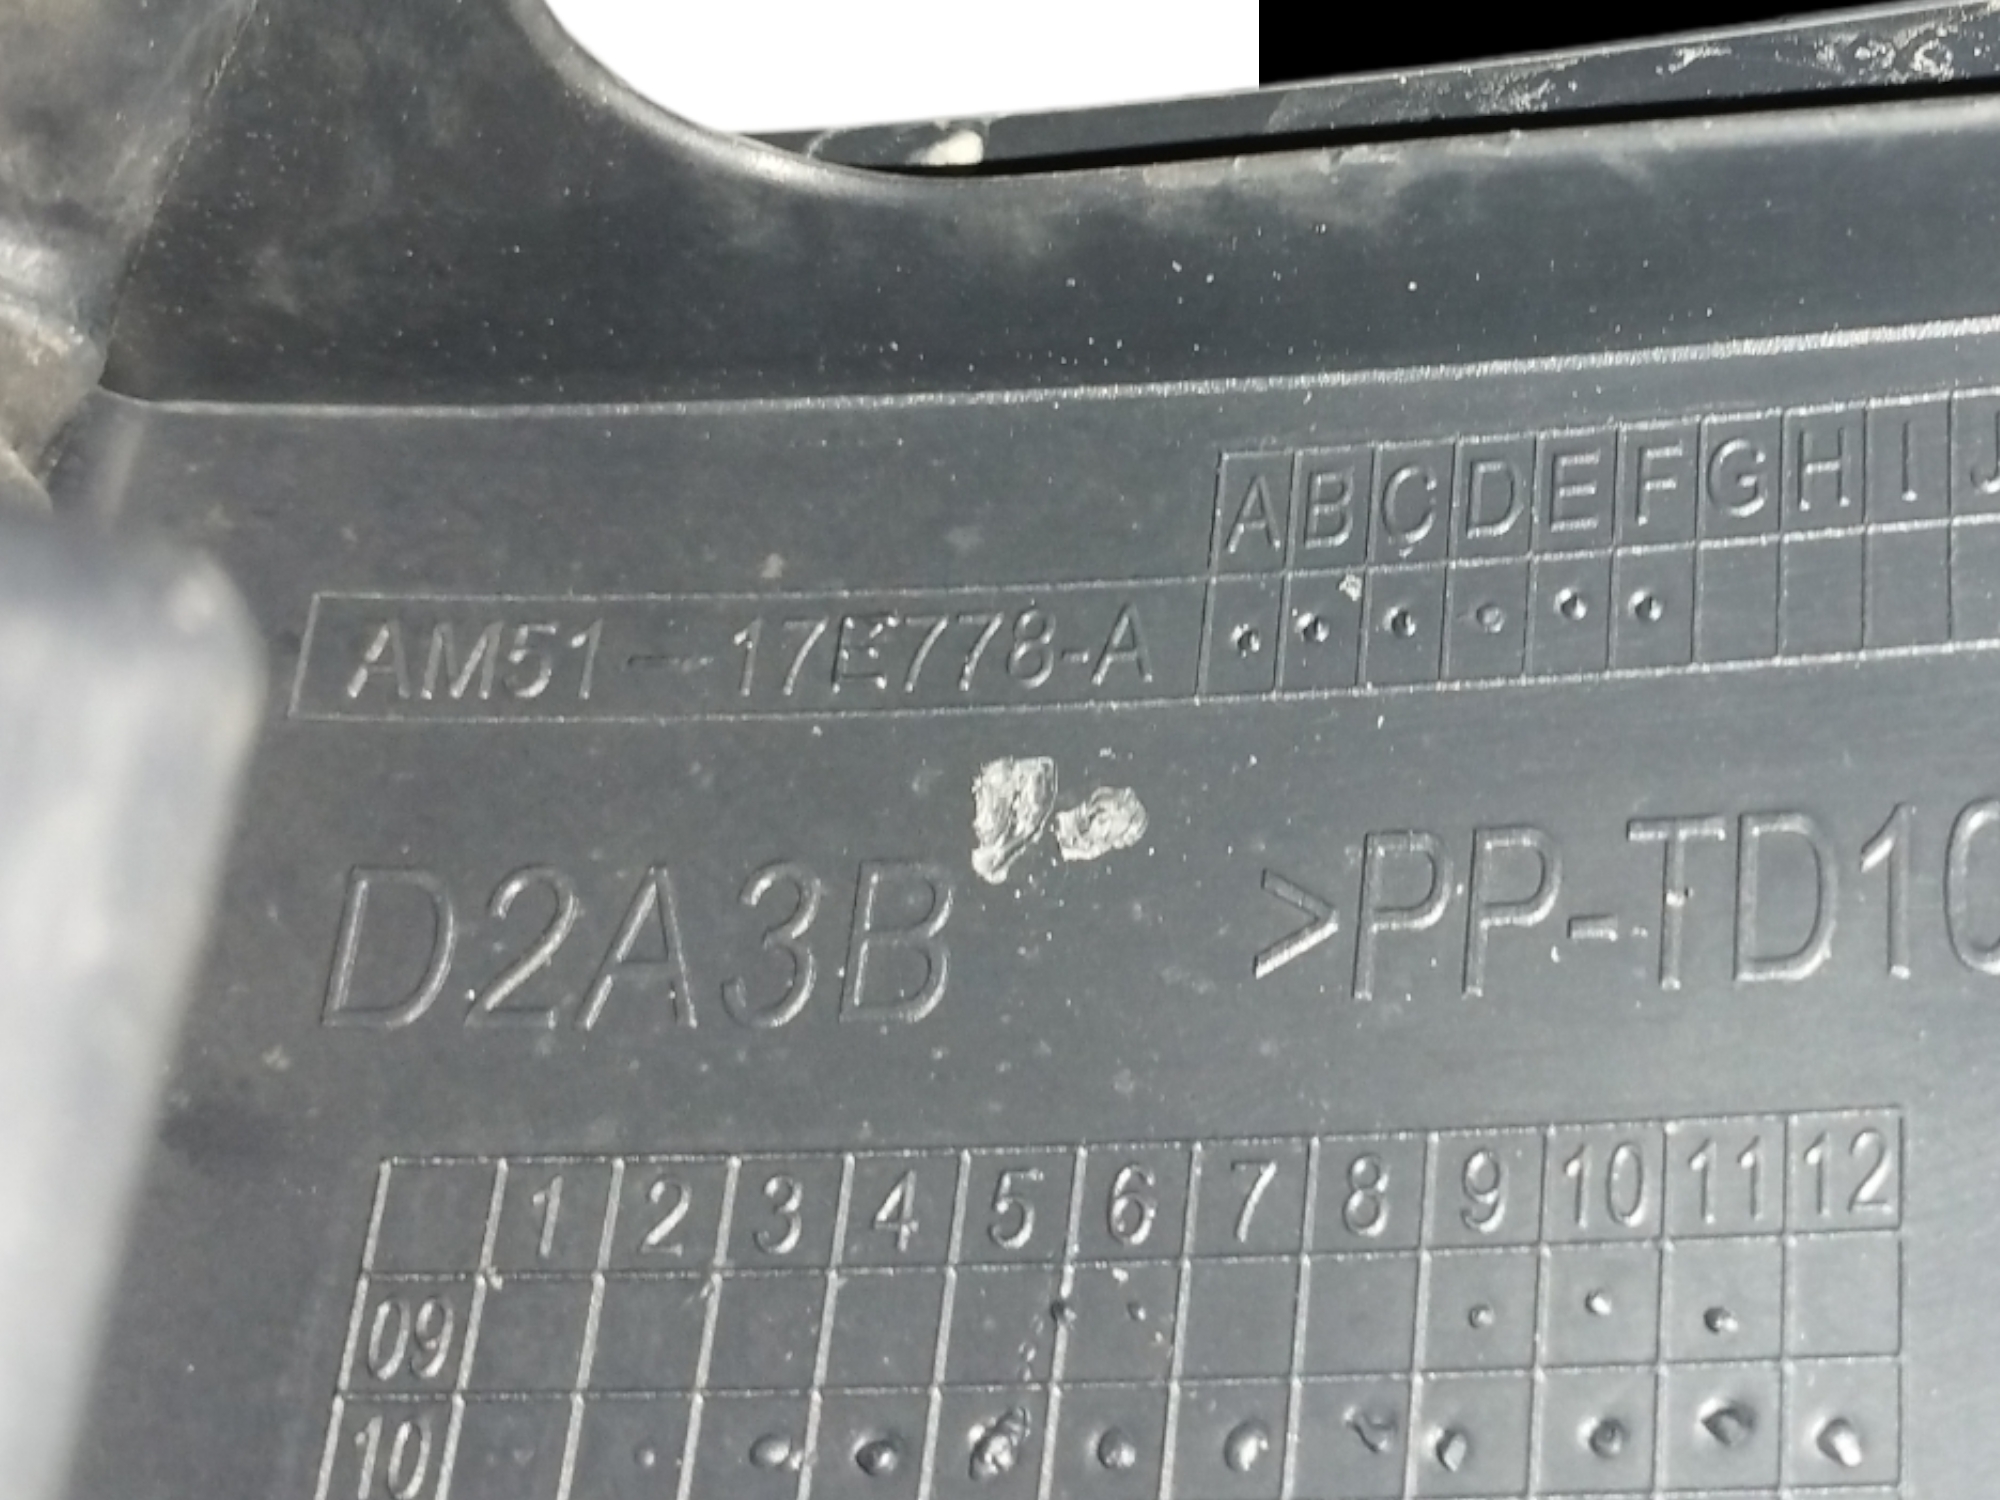 A B C D E F G H I J
AM51-17E778-A
D2A3B >PP-TD10
1 2 3 4 5 6 7 8 9 10 11 12
09
10